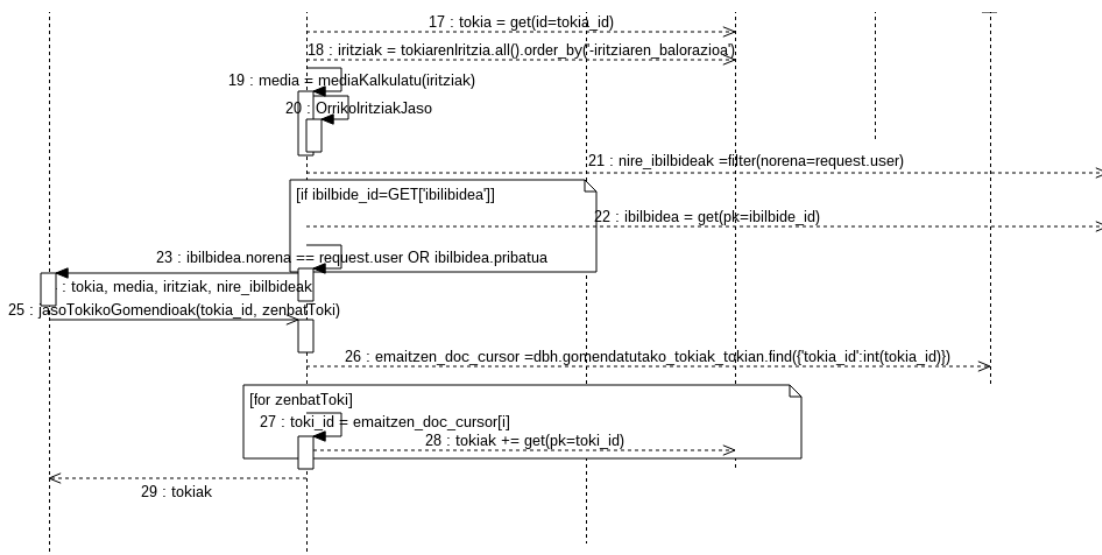 17 : tokia = get(id=tokia_id)
18 : iritziak = tokiarenIritzia.all().order_by('-iritziaren_balorazioa')
19 : media = mediaKalkulatu(iritziak)
20 : OrrikoIritziakJaso
21 : nire_ibilbideak =filter(norena=request.user)
[if ibilbide_id=GET['ibilibidea']]
22 : ibilbidea = get(pk=ibilbide_id)
23 : ibilbidea.norena == request.user OR ibilbidea.pribatua
: tokia, media, iritziak, nire_ibilbideak
25 : jasoTokikoGomendioak(tokia_id, zenbatToki)
26 : emaitzen_doc_cursor =dbh.gomendatutako_tokiak_tokian.find({'tokia_id':int(tokia_id)})
[for zenbatToki]
27 : toki_id = emaitzen_doc_cursor[i]
28 : tokiak += get(pk=toki_id)
29 : tokiak